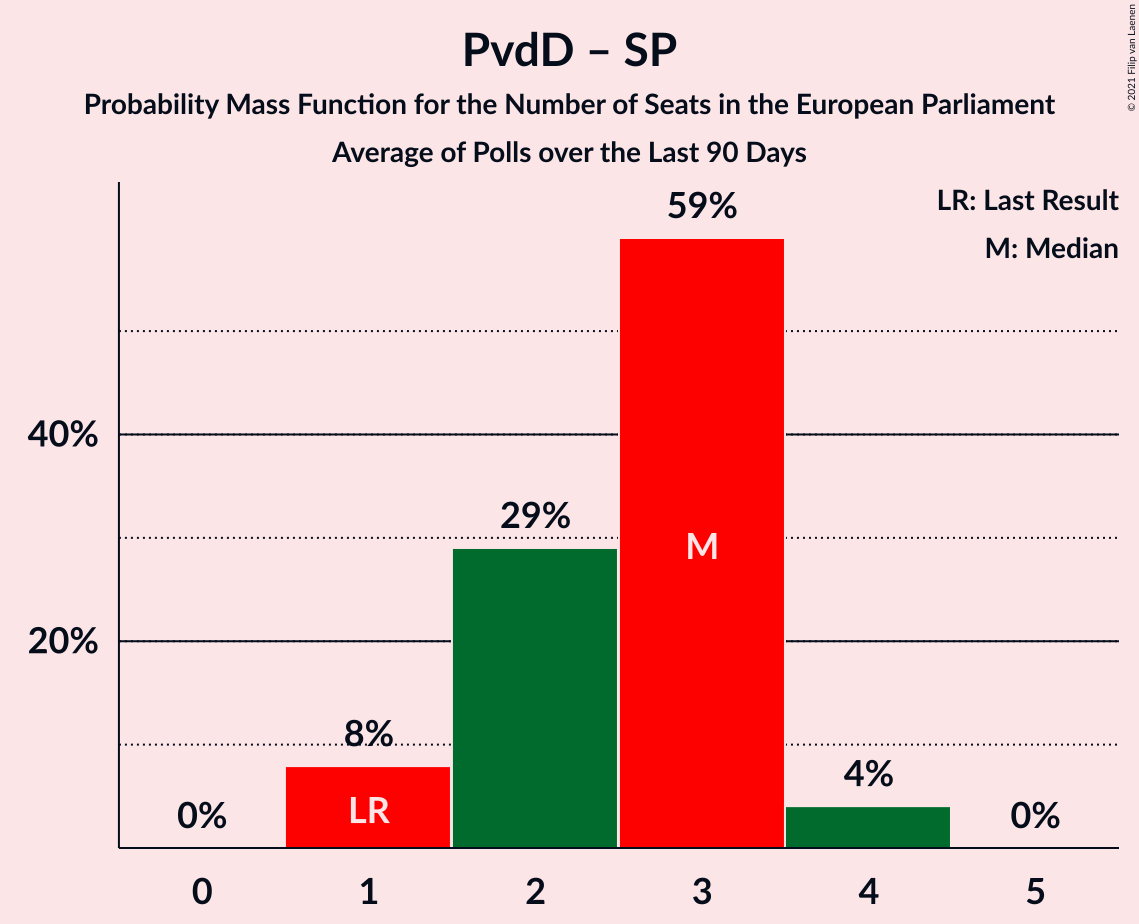 PvdD – SP
Probability Mass Function for the Number of Seats in the European Parliament
Average of Polls over the Last 90 Days
© 2021 Filip van Laenen
LR: Last Result
M: Median
59%
40%
29%
M
20%
8%
4%
0%
LR
0%
0 1 2 3 4 5